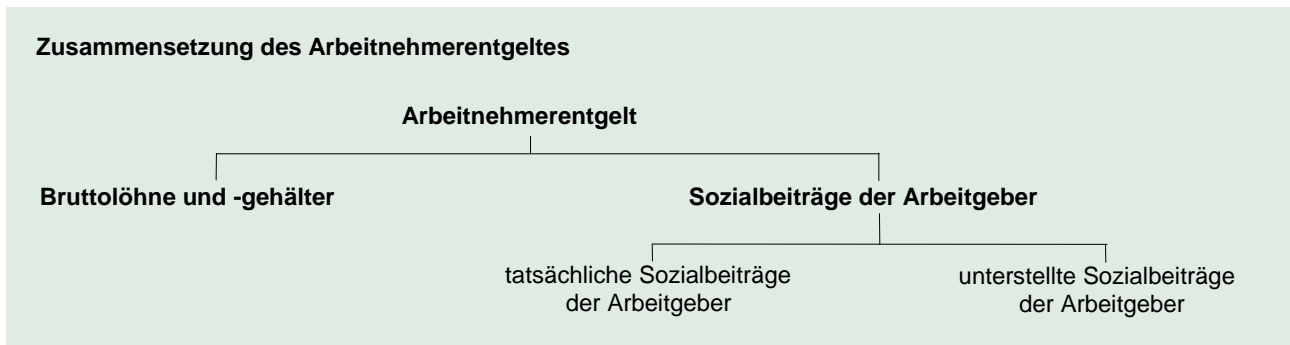 Zusammensetzung des Arbeitnehmerentgeltes
Arbeitnehmerentgelt
Bruttolöhne und -gehälter
Sozialbeiträge der Arbeitgeber
tatsächliche Sozialbeiträge
der Arbeitgeber
unterstellte Sozialbeiträge
der Arbeitgeber